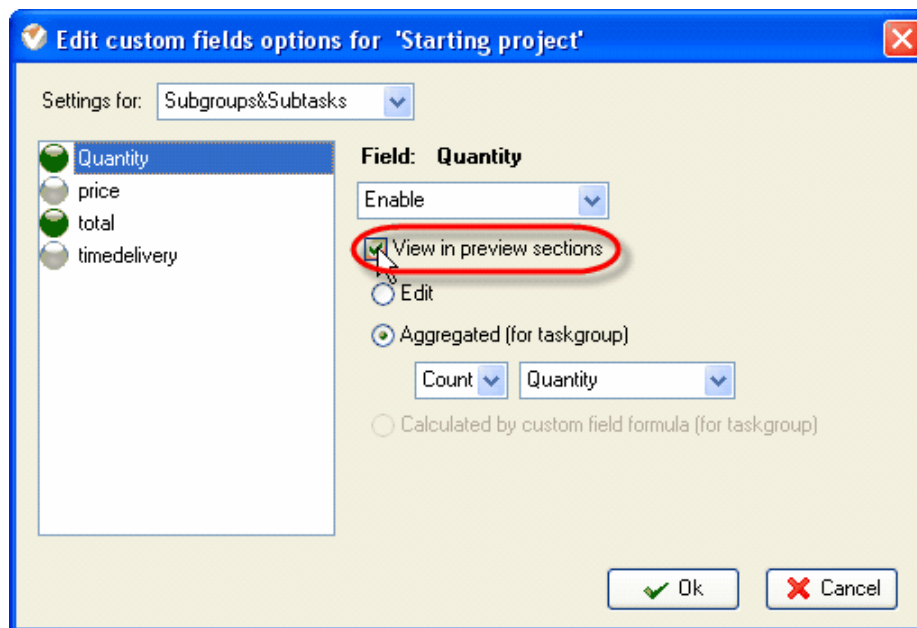 Edit custom fields options for 'Starting project'
Settings for: Subgroups&Subtasks
Quantity
price
total
timedelivery
Field: Quantity
Enable
View in preview sections
Edit
Aggregated (for taskgroup)
Count Quantity
Calculated by custom field formula (for taskgroup)
Ok Cancel